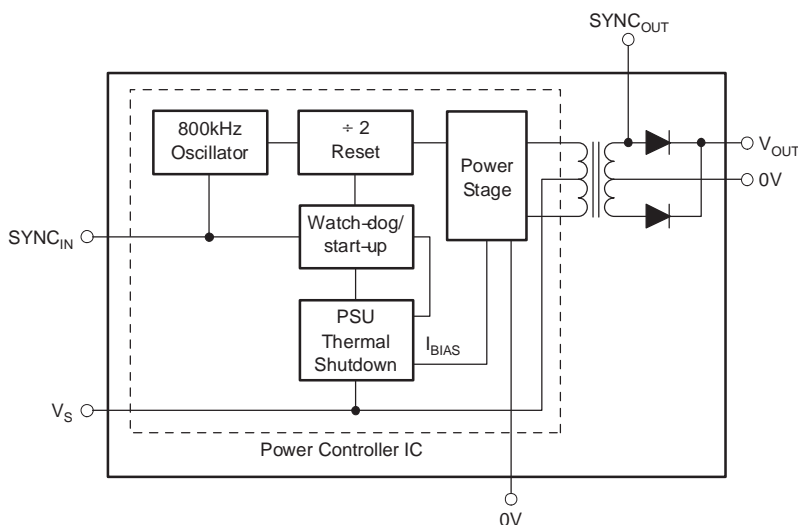 SYNCOUT
800kHz
Oscillator
÷ 2
Reset
Power
Stage
VOUT
0V
SYNCIN
Watch-dog/
start-up
PSU
Thermal
Shutdown
IBIAS
VS
Power Controller IC
0V